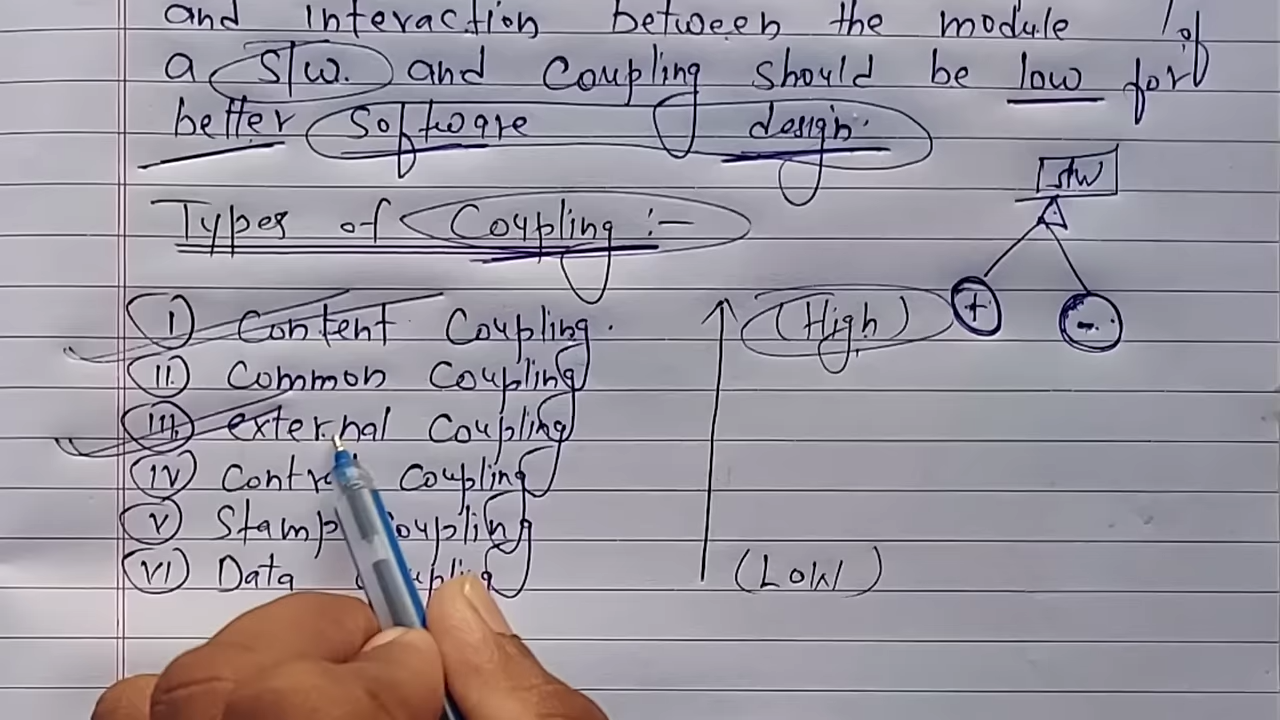 and interaction between the module of
a S/w. and Coupling should be low for
better Software design.
S/w
Types of Coupling :-
I Content Coupling. (High) + -
II. Common Coupling
III. external Coupling
IV Control Coupling
V Stamp Coupling
VI) Data Coupling (Low)